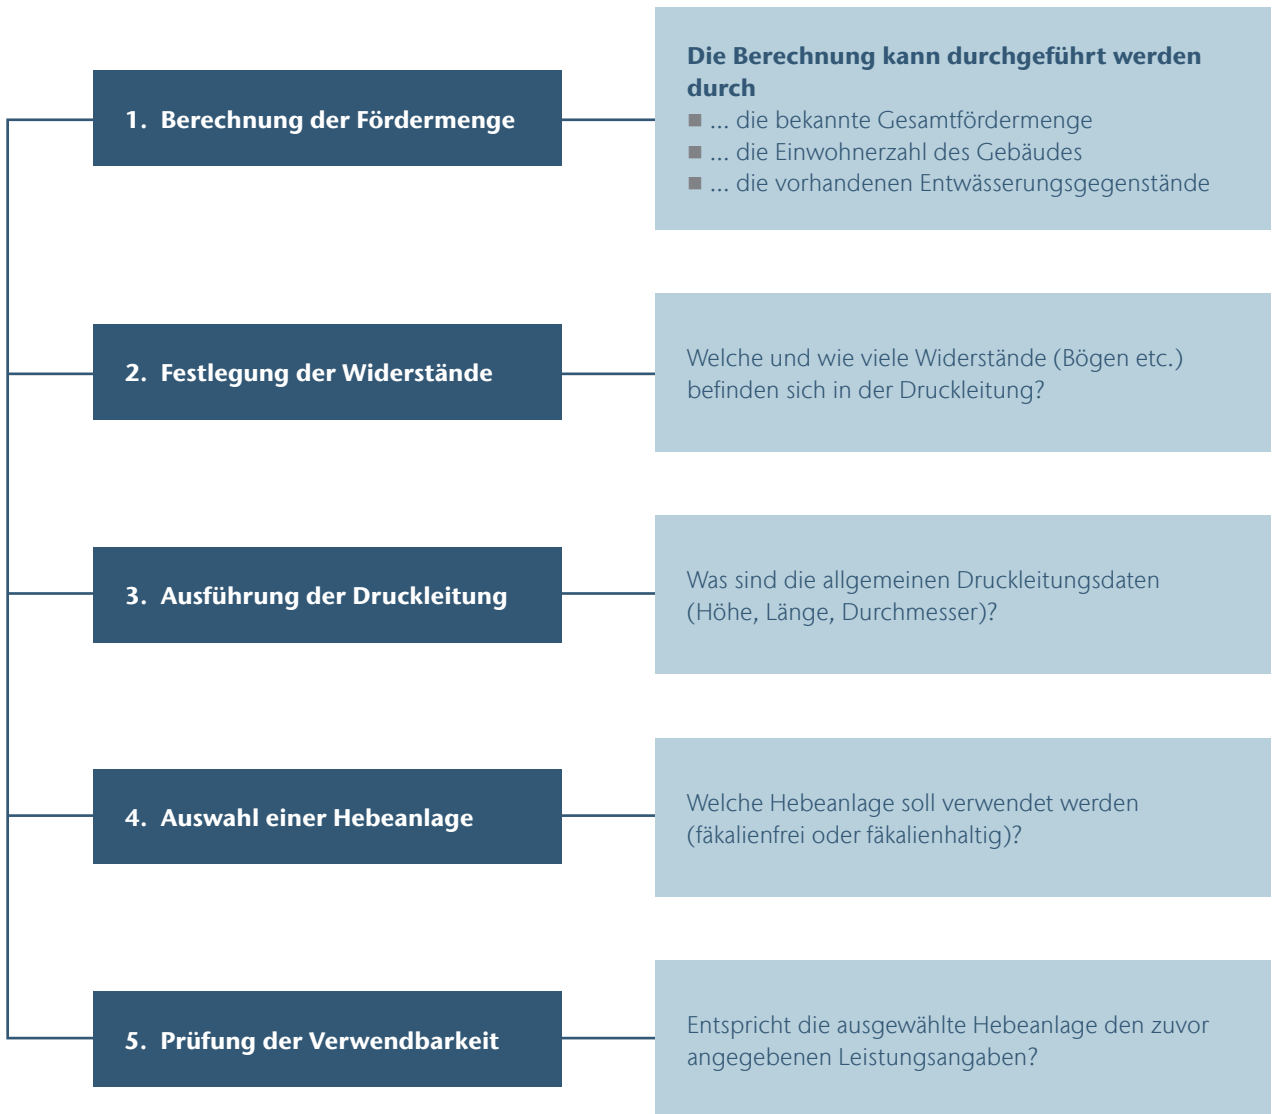 1. Berechnung der Fördermenge
Die Berechnung kann durchgeführt werden
durch
■ ... die bekannte Gesamtfördermenge
■ ... die Einwohnerzahl des Gebäudes
■ ... die vorhandenen Entwässerungsgegenstände
2. Festlegung der Widerstände
Welche und wie viele Widerstände (Bögen etc.)
befinden sich in der Druckleitung?
3. Ausführung der Druckleitung
Was sind die allgemeinen Druckleitungsdaten
(Höhe, Länge, Durchmesser)?
4. Auswahl einer Hebeanlage
Welche Hebeanlage soll verwendet werden
(fäkalienfrei oder fäkalienhaltig)?
5. Prüfung der Verwendbarkeit
Entspricht die ausgewählte Hebeanlage den zuvor
angegebenen Leistungsangaben?